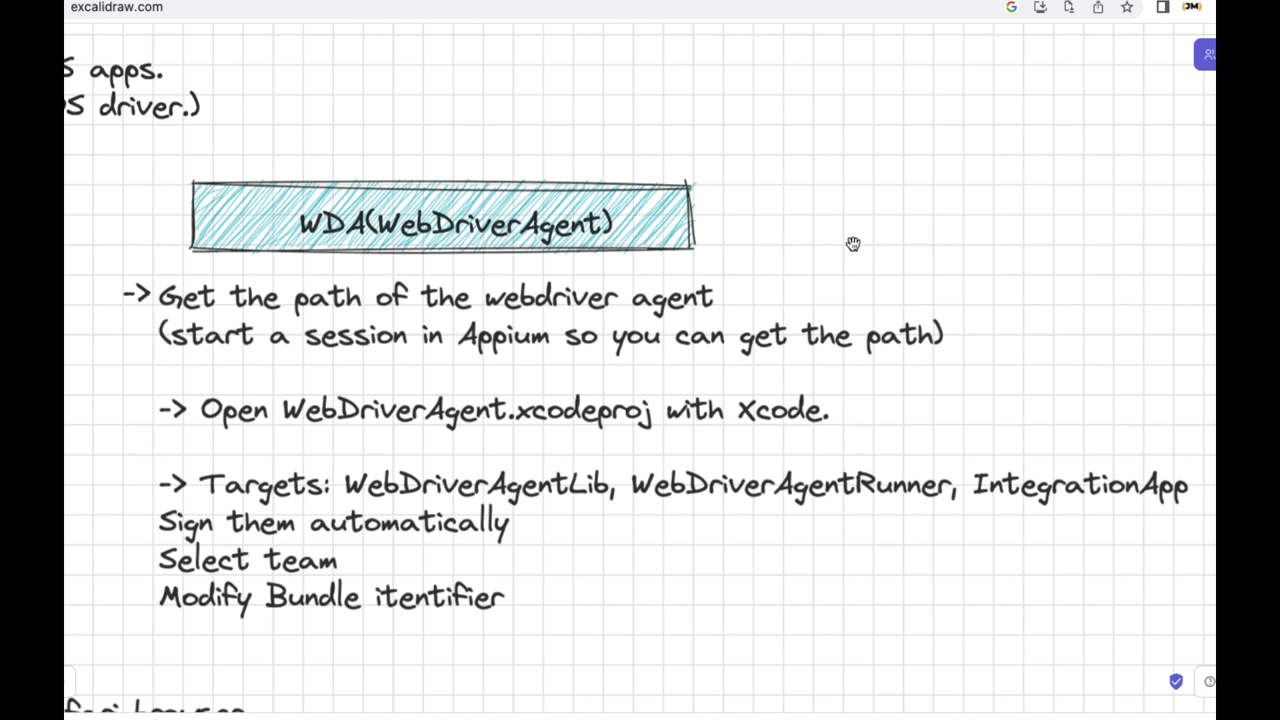 excalidraw.com
JM
S apps.
S driver.)
WDA(WebDriverAgent)
-> Get the path of the webdriver agent
(start a session in Appium so you can get the path)
-> Open WebDriverAgent.xcodeproj with Xcode.
-> Targets: WebDriverAgentLib, WebDriverAgentRunner, IntegrationApp
Sign them automatically
Select team
Modify Bundle itentifier